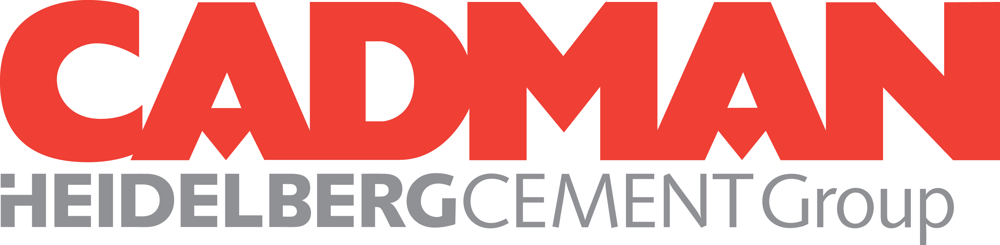 CADMAN
HEIDELBERGCEMENT Group